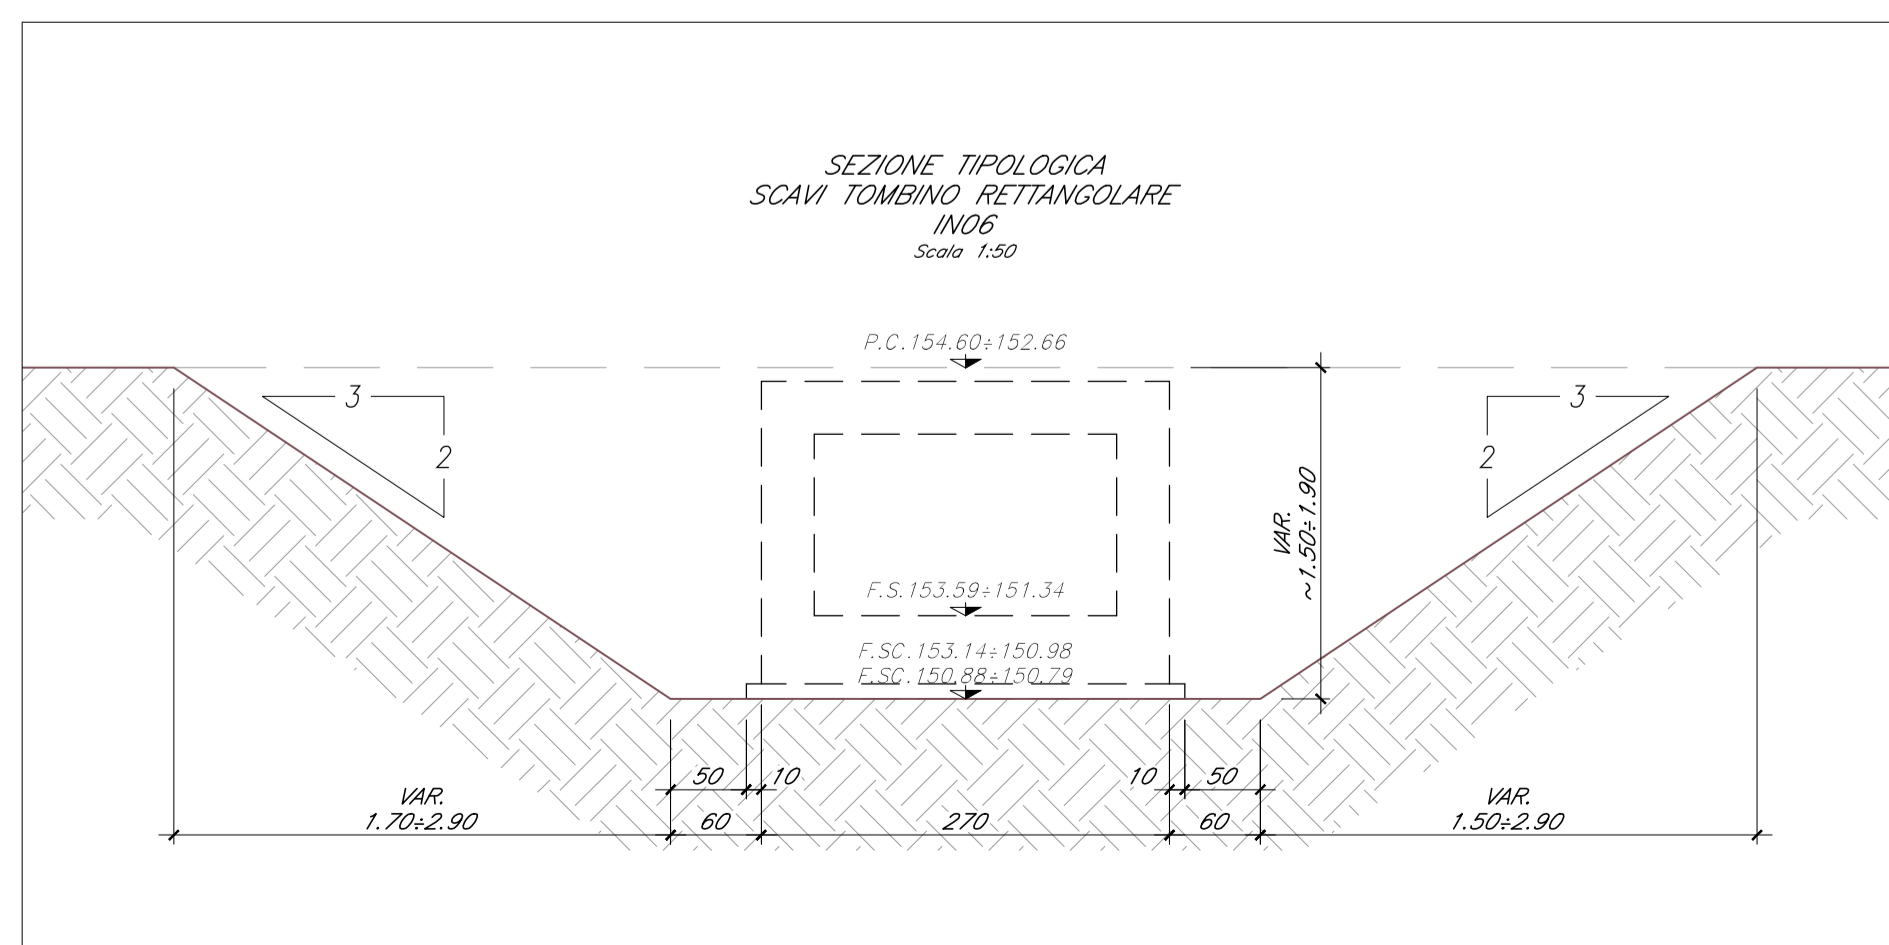 SEZIONE TIPOLOGICA
SCAVI TOMBINO RETTANGOLARE
IN06
Scala 1:50
P.C.154.60÷152.66
3
2
3
2
VAR.
~1.50÷1.90
F.S.153.59÷151.34
F.SC.153.14÷150.98
F.SC.150.88÷150.79
50
10
10
50
VAR.
1.70÷2.90
60
270
60
VAR.
1.50÷2.90